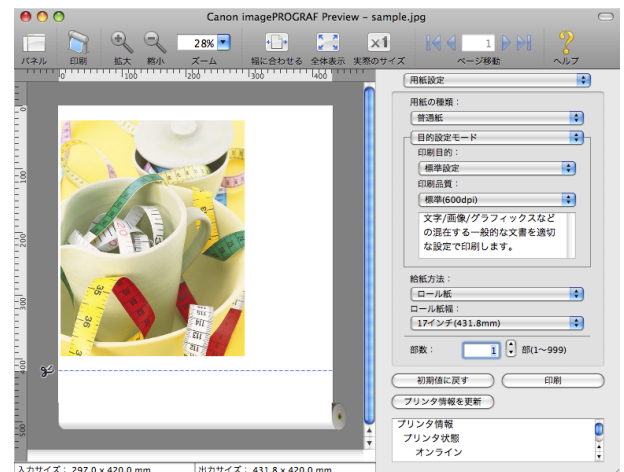 Canon imagePROGRAF Preview – sample.jpg
28%
1
パネル 印刷 拡大 縮小 ズーム 幅に合わせる 全体表示 実際のサイズ ページ移動 ヘルプ
0 100 200 300 400
用紙設定
用紙の種類：
普通紙
目的設定モード
印刷目的：
標準設定
印刷品質：
標準(600dpi)
文字/画像/グラフィックスなど
の混在する一般的な文書を適切
な設定で印刷します。
給紙方法：
ロール紙
ロール紙幅：
17インチ(431.8mm)
部数： 1 部(1〜999)
初期値に戻す 印刷
プリンタ情報を更新
プリンタ情報
プリンタ状態
オンライン
0
100
200
300
400
500
入力サイズ： 297.0 x 420.0 mm 出力サイズ： 431.8 x 420.0 mm